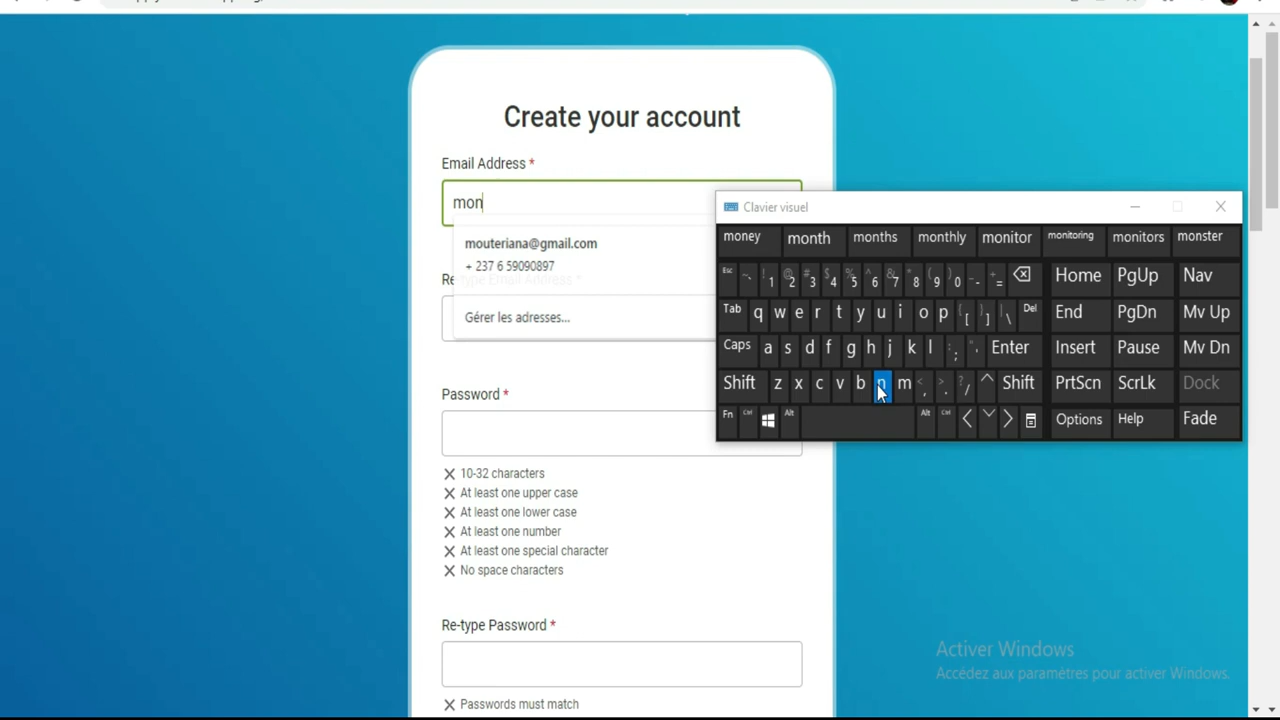 Create your account
Email Address *
mon
mouteriana@gmail.com
+ 237 6 59090897
Re-type Email Address *
Gérer les adresses...
Password *
10-32 characters
At least one upper case
At least one lower case
At least one number
At least one special character
No space characters
Re-type Password *
Passwords must match
Clavier visuel
money month months monthly monitor monitoring monitors monster
Esc ~ ` ! 1 @ 2 # 3 $ 4 % 5 ^ 6 & 7 * 8 ( 9 ) 0 _ - + = Home PgUp Nav
Tab q w e r t y u i o p { [ } ] | \ Del End PgDn Mv Up
Caps a s d f g h j k l : ; " ' Enter Insert Pause Mv Dn
Shift z x c v b n m < , > . ? / ^ Shift PrtScn ScrLk Dock
Fn Ctrl Alt Alt Ctrl < > Options Help Fade
Activer Windows
Accédez aux paramètres pour activer Windows.